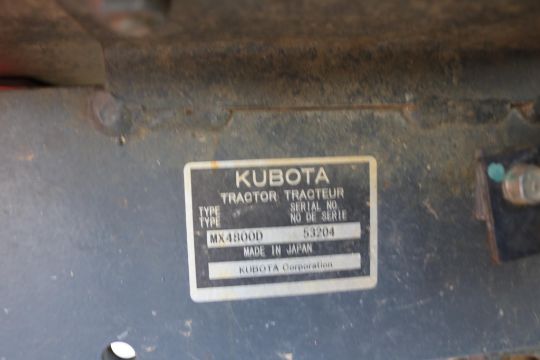 KUBOTA
TRACTOR TRACTEUR
TYPE SERIAL NO.
TYPE NO DE SERIE
MX4800D 53204
MADE IN JAPAN
KUBOTA Corporation